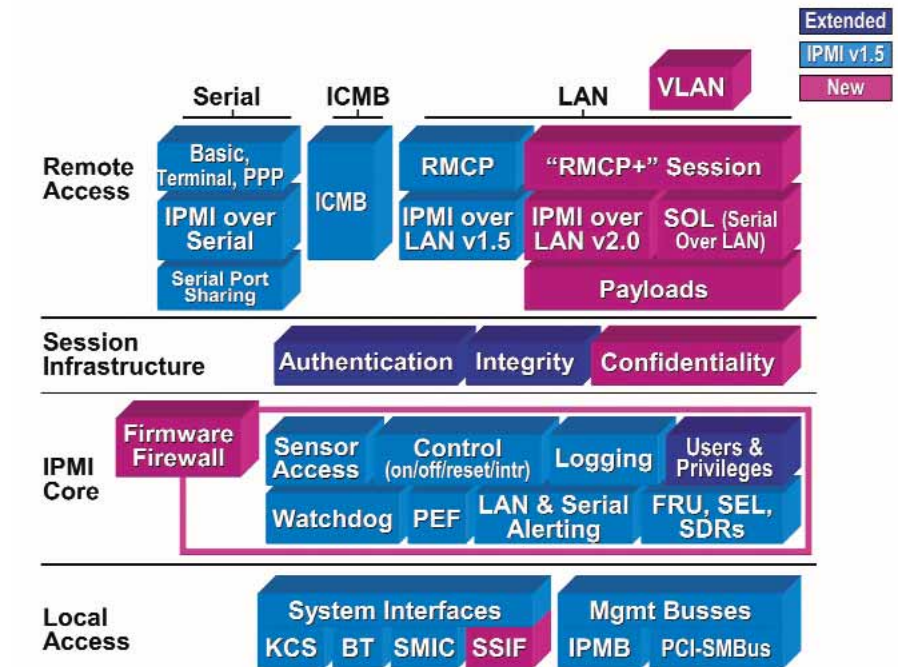 Extended
IPMI v1.5
New
VLAN
Serial
ICMB
LAN
Remote
Access
Basic,
Terminal, PPP
ICMB
RMCP
"RMCP+" Session
IPMI over
Serial
IPMI over
LAN v1.5
IPMI over
LAN v2.0
SOL (Serial
Over LAN)
Serial Port
Sharing
Payloads
Session
Infrastructure
Authentication
Integrity
Confidentiality
IPMI
Core
Firmware
Firewall
Sensor
Access
Control
(on/off/reset/intr)
Logging
Users &
Privileges
Watchdog
PEF
LAN & Serial
Alerting
FRU, SEL,
SDRs
Local
Access
System Interfaces
KCS
BT
SMIC
SSIF
Mgmt Busses
IPMB
PCI-SMBus